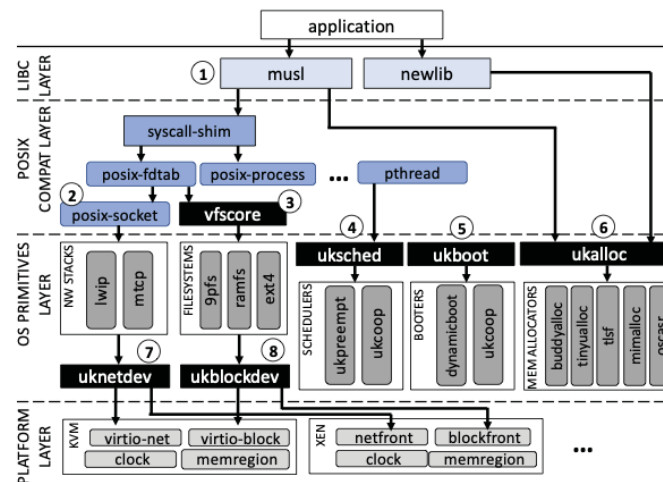 application
LIBC
LAYER
1
musl
newlib
POSIX
COMPAT LAYER
syscall-shim
posix-fdtab
posix-process
...
pthread
2
posix-socket
vfscore
3
4
5
6
uksched
ukboot
ukalloc
OS PRIMITIVES
LAYER
NW STACKS
lwip
mtcp
FILESYSTEMS
9pfs
ramfs
ext4
SCHEDULERS
ukpreempt
ukcoop
BOOTERS
dynamicboot
ukcoop
MEM ALLOCATORS
buddyalloc
tinyualloc
tlsf
mimalloc
oscasr
7
8
uknetdev
ukblockdev
PLATFORM
LAYER
KVM
virtio-net
virtio-block
clock
memregion
XEN
netfront
blockfront
clock
memregion
...